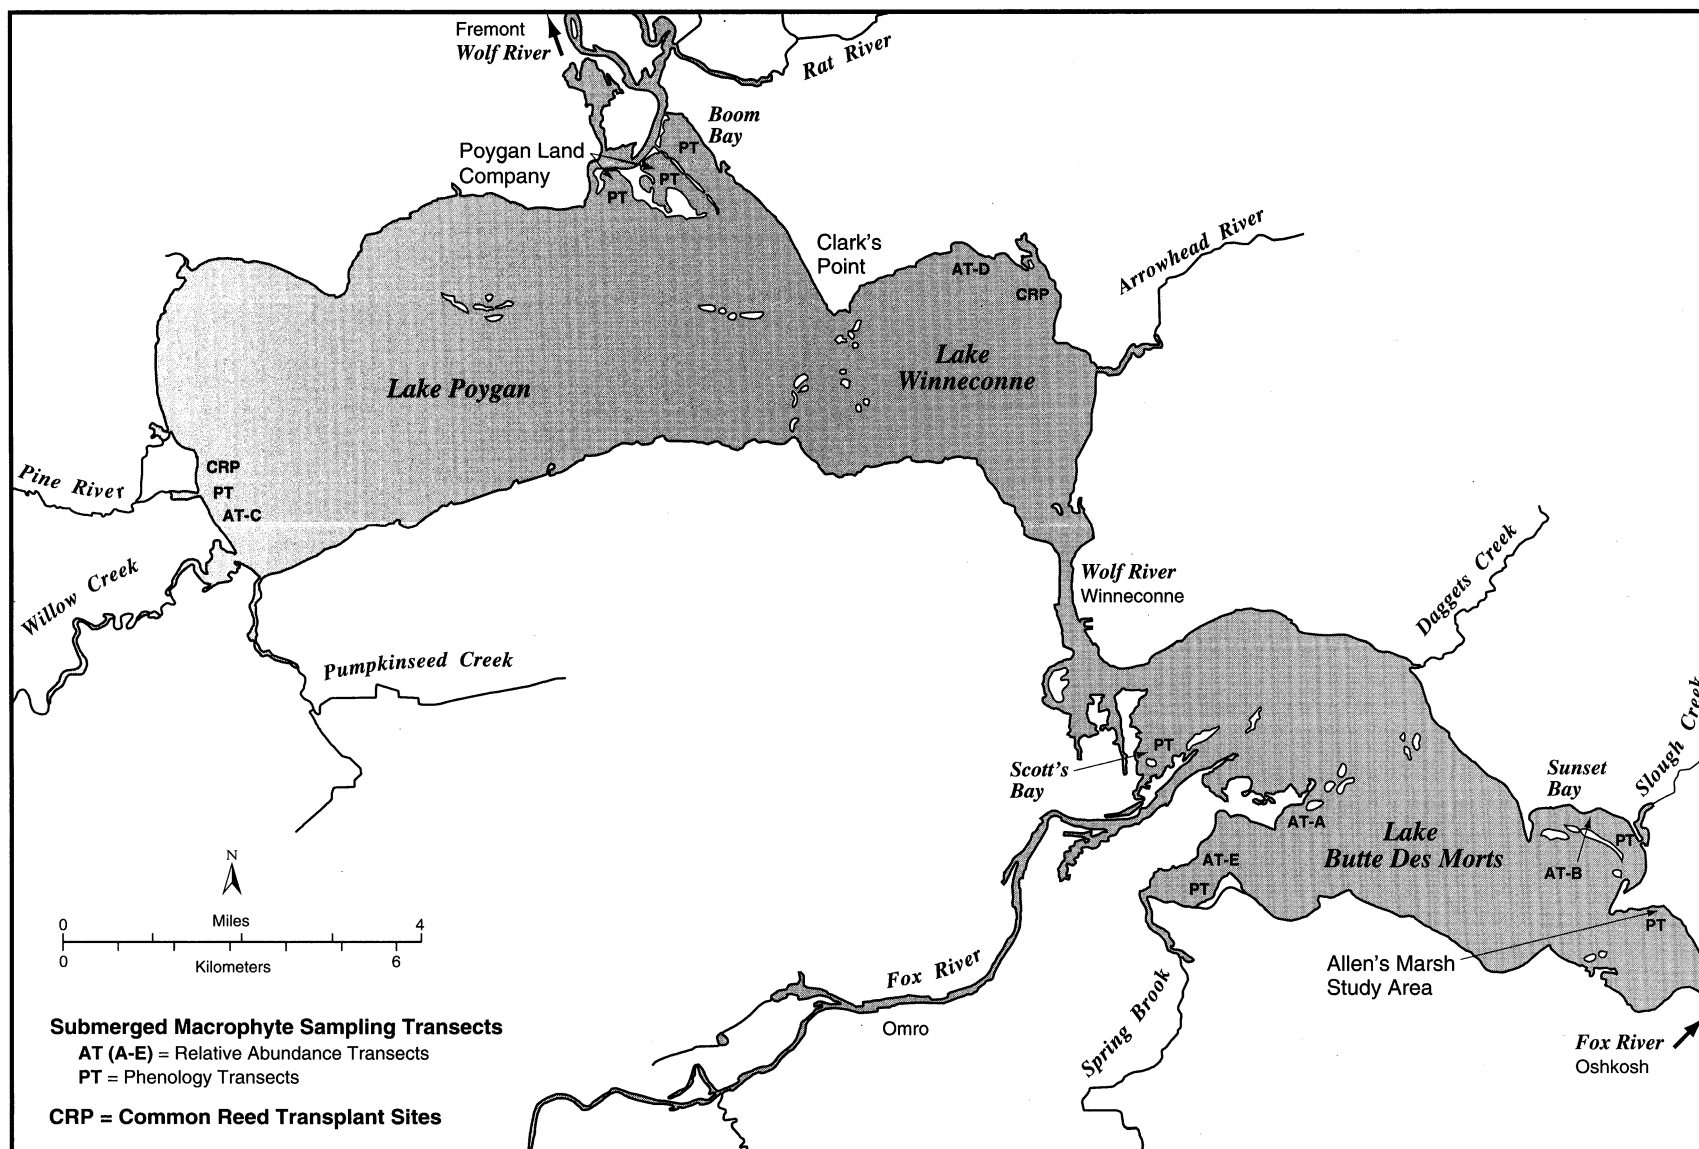 Fremont
Wolf River
Rat River
Boom
Bay
PT
Poygan Land
Company
PT
PT
Clark's
Point
AT-D
CRP
Arrowhead River
Lake
Winneconne
Lake Poygan
CRP
PT
AT-C
Pine River
Willow Creek
Pumpkinseed Creek
Wolf River
Winneconne
Daggets Creek
Slough Creek
PT
Scott's
Bay
Sunset
Bay
AT-A
Lake
Butte Des Morts
PT
AT-B
AT-E
PT
PT
Allen's Marsh
Study Area
Fox River
Omro
Spring Brook
Fox River
Oshkosh
N
0 Miles 4
0 Kilometers 6
Submerged Macrophyte Sampling Transects
AT (A-E) = Relative Abundance Transects
PT = Phenology Transects
CRP = Common Reed Transplant Sites